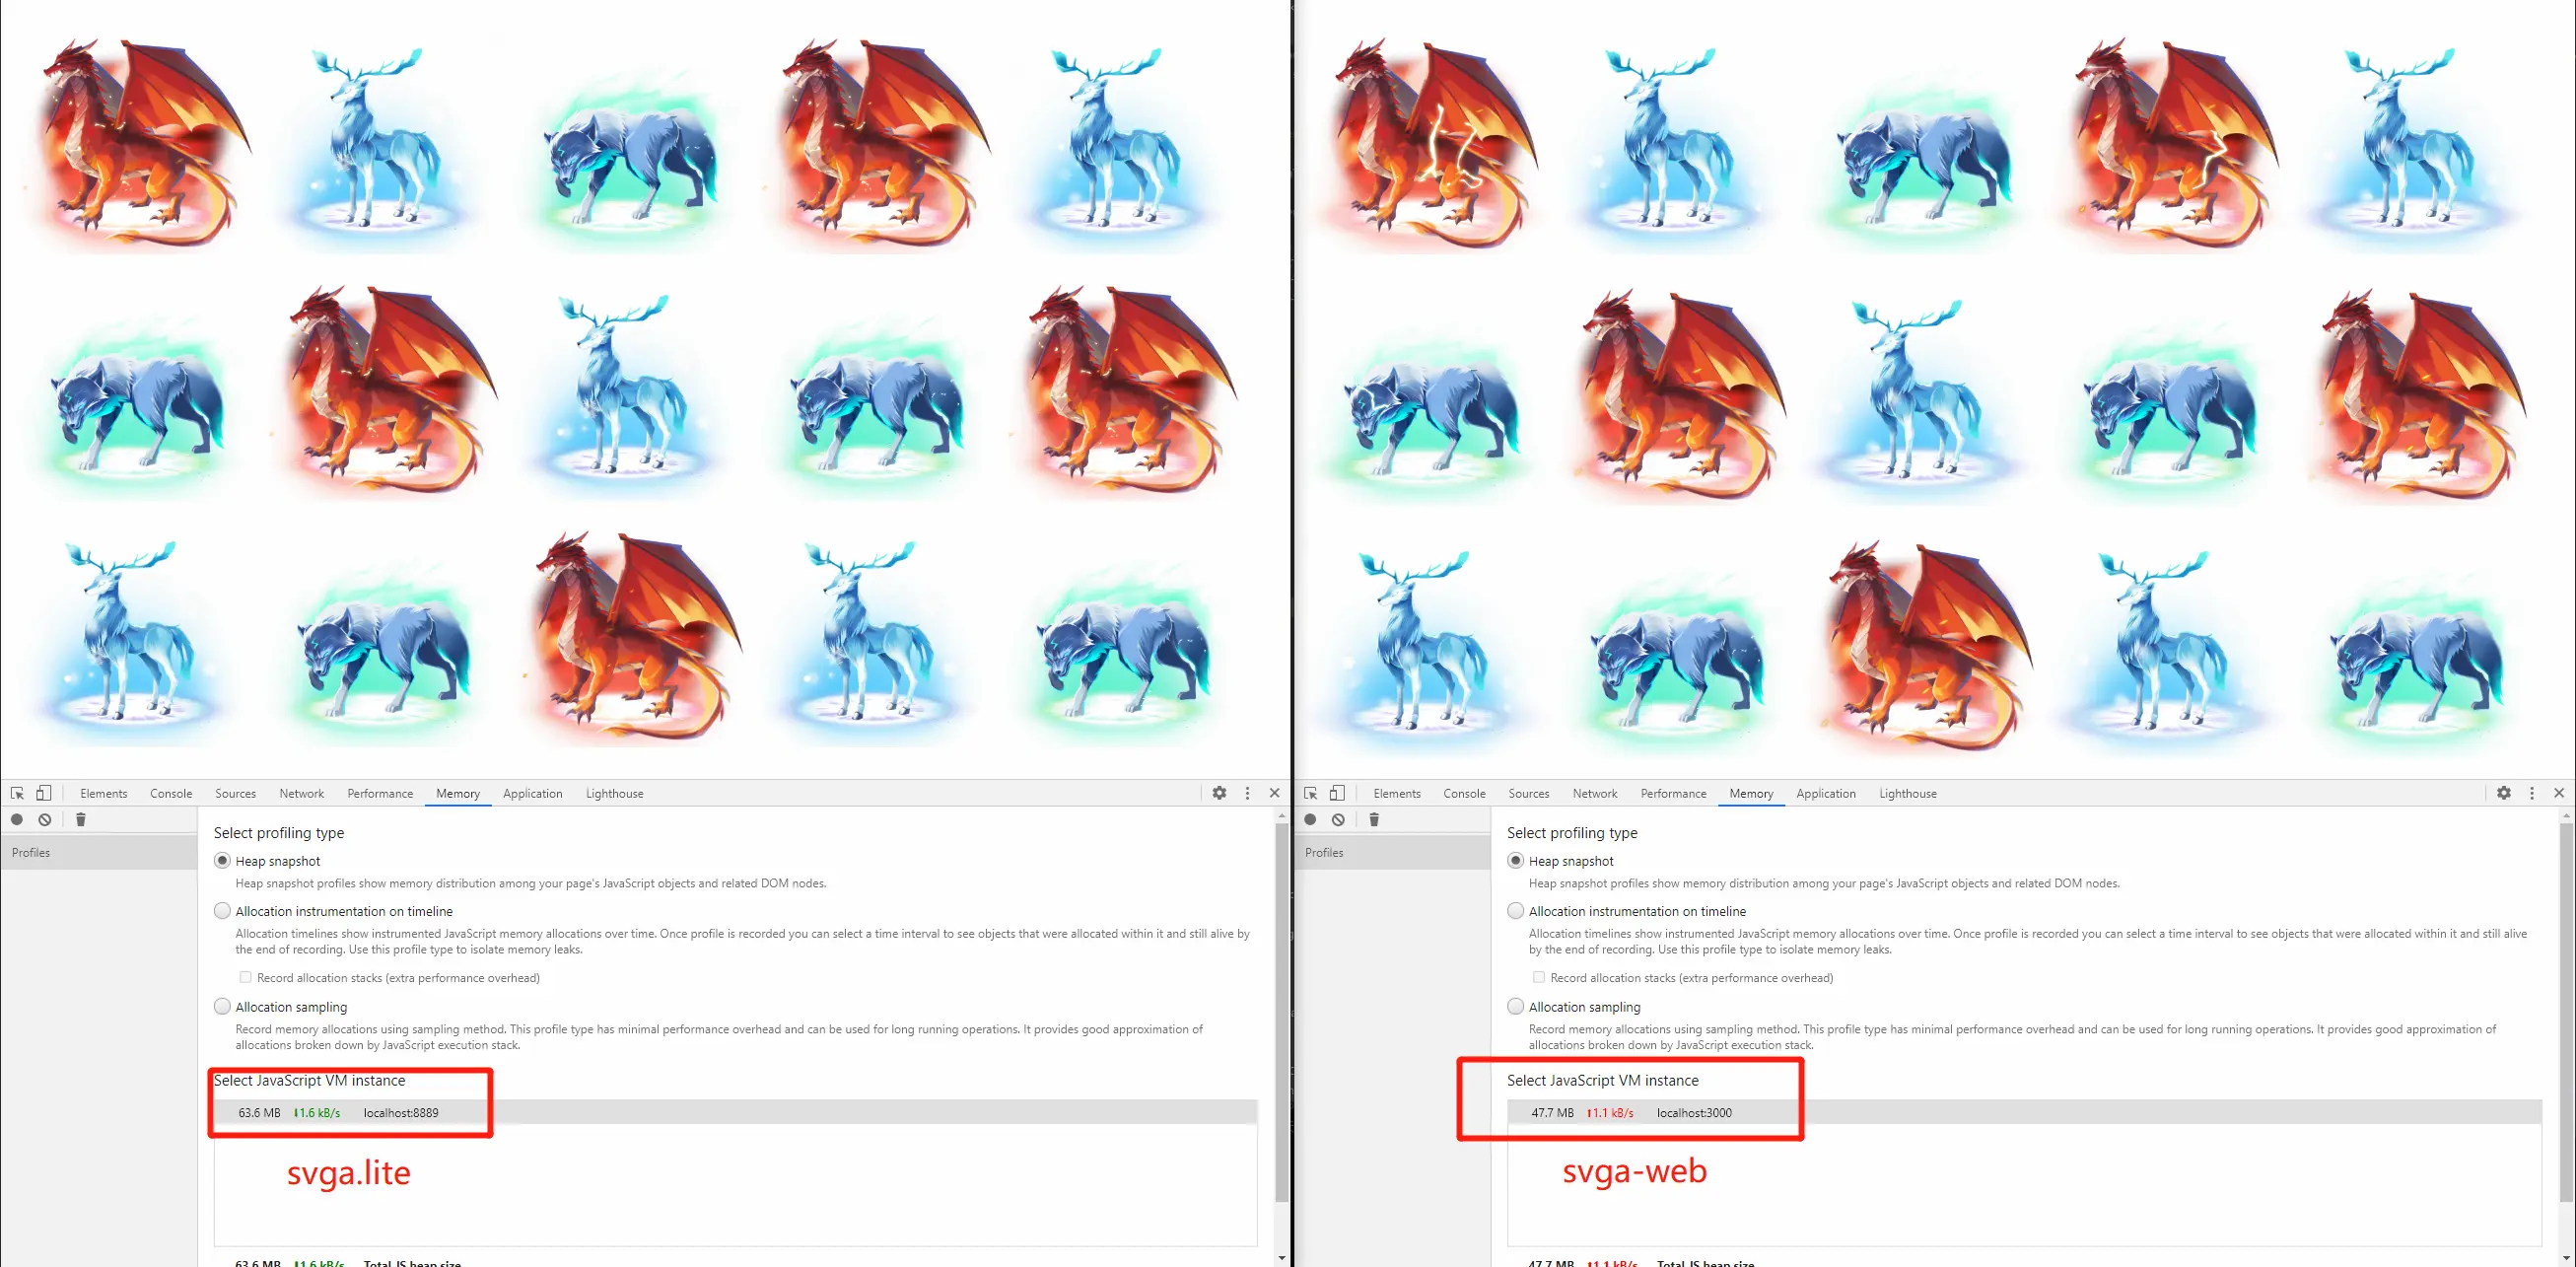 Elements Console Sources Network Performance Memory Application Lighthouse
Profiles
Select profiling type
Heap snapshot
Heap snapshot profiles show memory distribution among your page's JavaScript objects and related DOM nodes.
Allocation instrumentation on timeline
Allocation timelines show instrumented JavaScript memory allocations over time. Once profile is recorded you can select a time interval to see objects that were allocated within it and still alive by
the end of recording. Use this profile type to isolate memory leaks.
Record allocation stacks (extra performance overhead)
Allocation sampling
Record memory allocations using sampling method. This profile type has minimal performance overhead and can be used for long running operations. It provides good approximation of
allocations broken down by JavaScript execution stack.
Select JavaScript VM instance
63.6 MB ⬇1.6 kB/s localhost:8889
svga.lite
63.6 MB ⬇1.6 kB/s Total JS heap size
Elements Console Sources Network Performance Memory Application Lighthouse
Profiles
Select profiling type
Heap snapshot
Heap snapshot profiles show memory distribution among your page's JavaScript objects and related DOM nodes.
Allocation instrumentation on timeline
Allocation timelines show instrumented JavaScript memory allocations over time. Once profile is recorded you can select a time interval to see objects that were allocated within it and still alive
by the end of recording. Use this profile type to isolate memory leaks.
Record allocation stacks (extra performance overhead)
Allocation sampling
Record memory allocations using sampling method. This profile type has minimal performance overhead and can be used for long running operations. It provides good approximation of
allocations broken down by JavaScript execution stack.
Select JavaScript VM instance
47.7 MB ⬆1.1 kB/s localhost:3000
svga-web
47.7 MB ⬆1.1 kB/s Total JS heap size